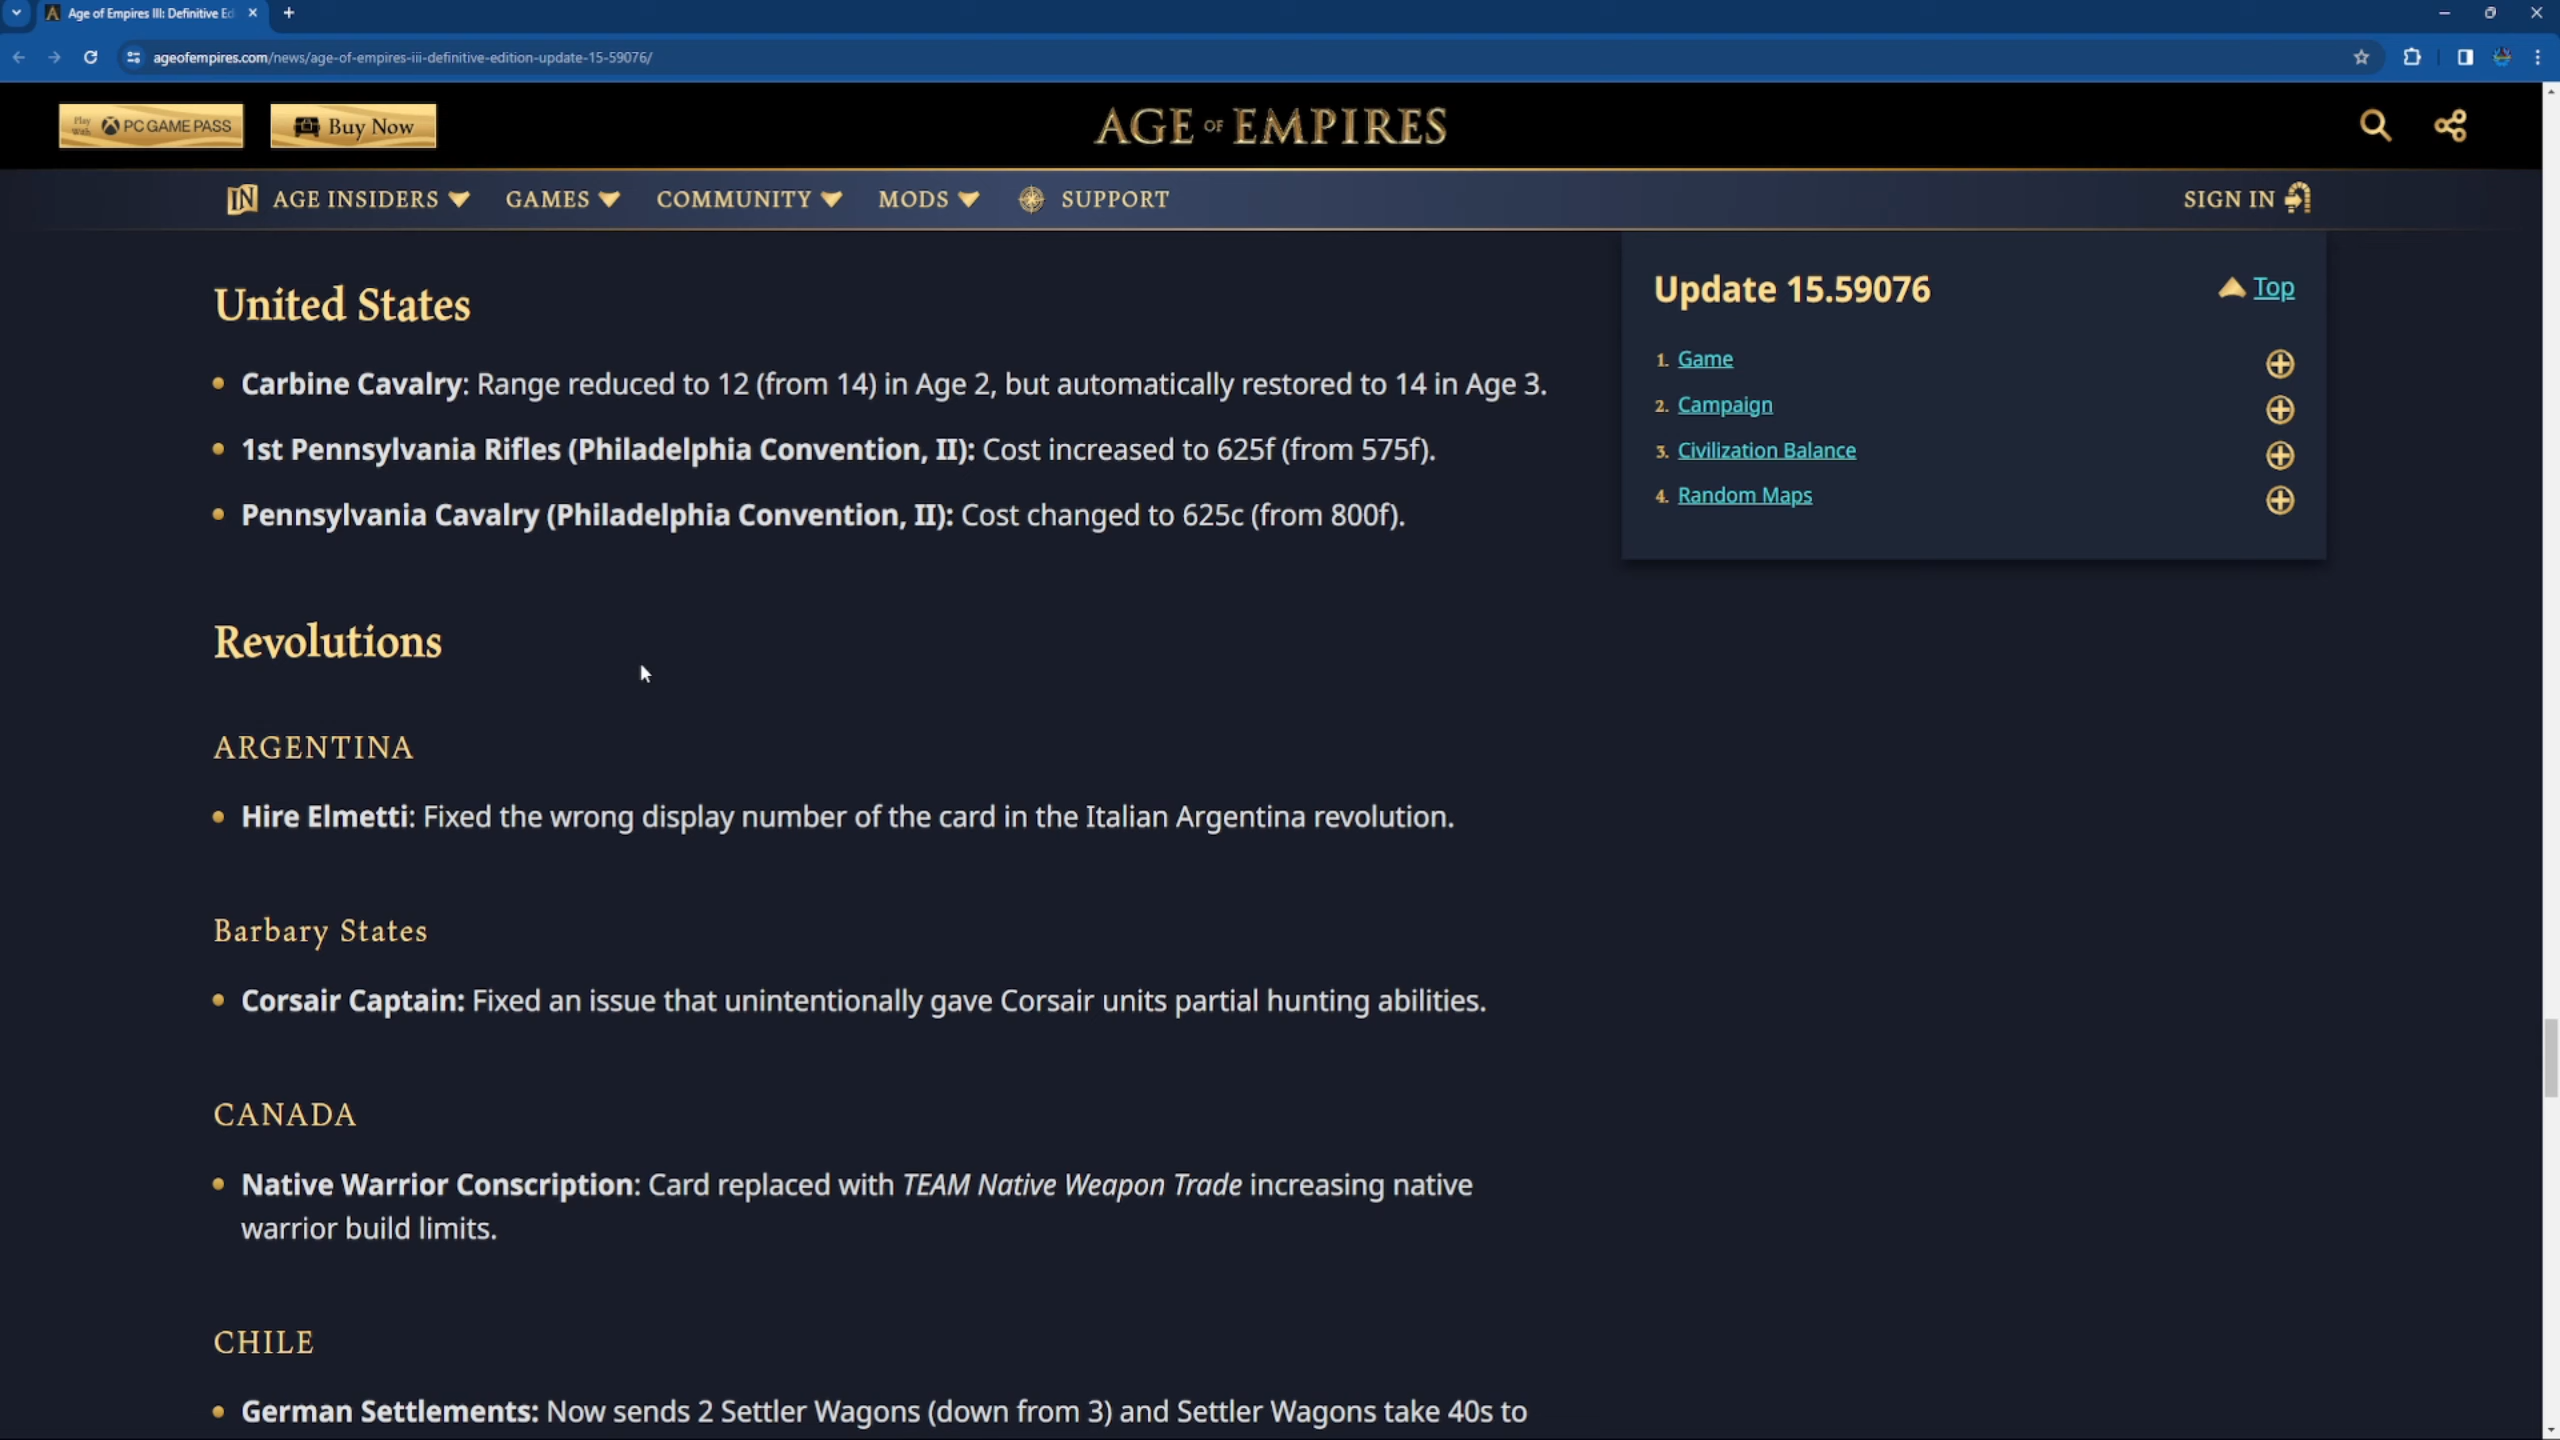 Age of Empires III: Definitive Ed
ageofempires.com/news/age-of-empires-iii-definitive-edition-update-15-59076/
Play With PC GAME PASS
Buy Now
AGE OF EMPIRES
IN AGE INSIDERS
GAMES
COMMUNITY
MODS
SUPPORT
SIGN IN
United States
• Carbine Cavalry: Range reduced to 12 (from 14) in Age 2, but automatically restored to 14 in Age 3.
• 1st Pennsylvania Rifles (Philadelphia Convention, II): Cost increased to 625f (from 575f).
• Pennsylvania Cavalry (Philadelphia Convention, II): Cost changed to 625c (from 800f).
Revolutions
ARGENTINA
• Hire Elmetti: Fixed the wrong display number of the card in the Italian Argentina revolution.
Barbary States
• Corsair Captain: Fixed an issue that unintentionally gave Corsair units partial hunting abilities.
CANADA
• Native Warrior Conscription: Card replaced with TEAM Native Weapon Trade increasing native
warrior build limits.
CHILE
• German Settlements: Now sends 2 Settler Wagons (down from 3) and Settler Wagons take 40s to
Update 15.59076
Top
1. Game
2. Campaign
3. Civilization Balance
4. Random Maps